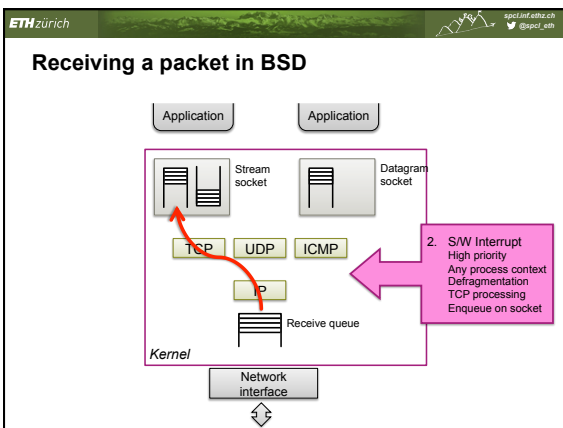 ETH zürich
spcl.inf.ethz.ch
@spcl_eth
Receiving a packet in BSD
Application
Application
Stream
socket
Datagram
socket
TCP
UDP
ICMP
2. S/W Interrupt
High priority
Any process context
Defragmentation
TCP processing
Enqueue on socket
IP
Receive queue
Kernel
Network
interface